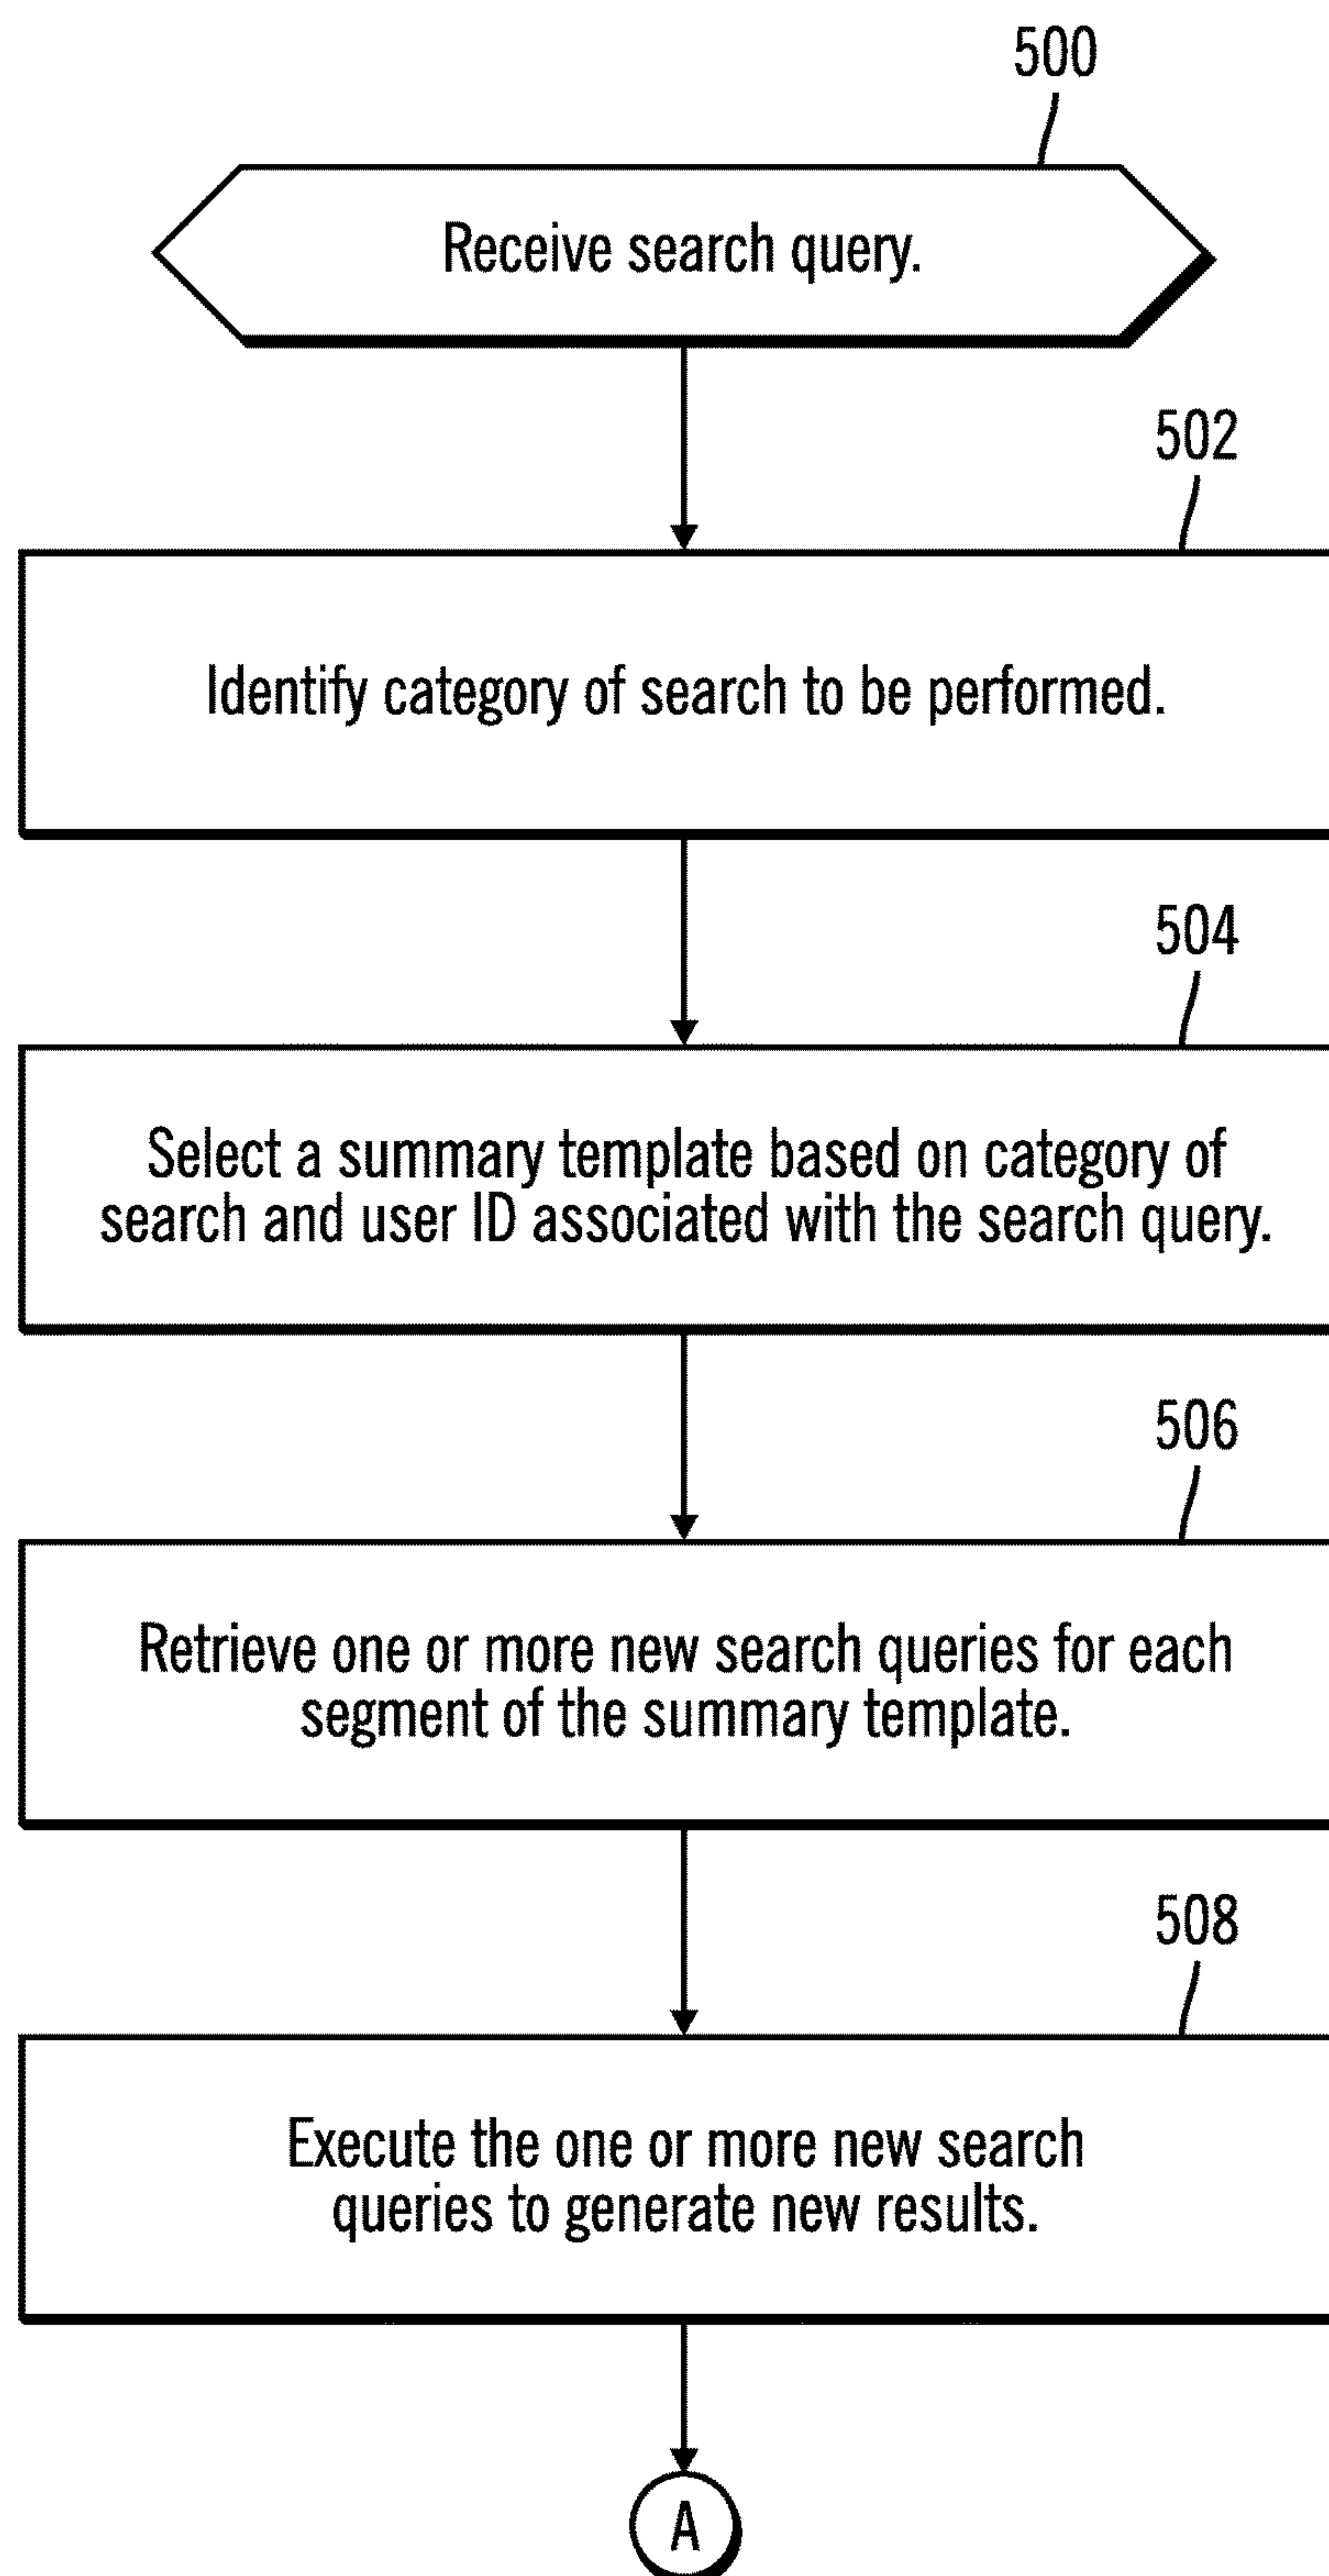 500
Receive search query.
502
Identify category of search to be performed.
504
Select a summary template based on category of
search and user ID associated with the search query.
506
Retrieve one or more new search queries for each
segment of the summary template.
508
Execute the one or more new search
queries to generate new results.
A